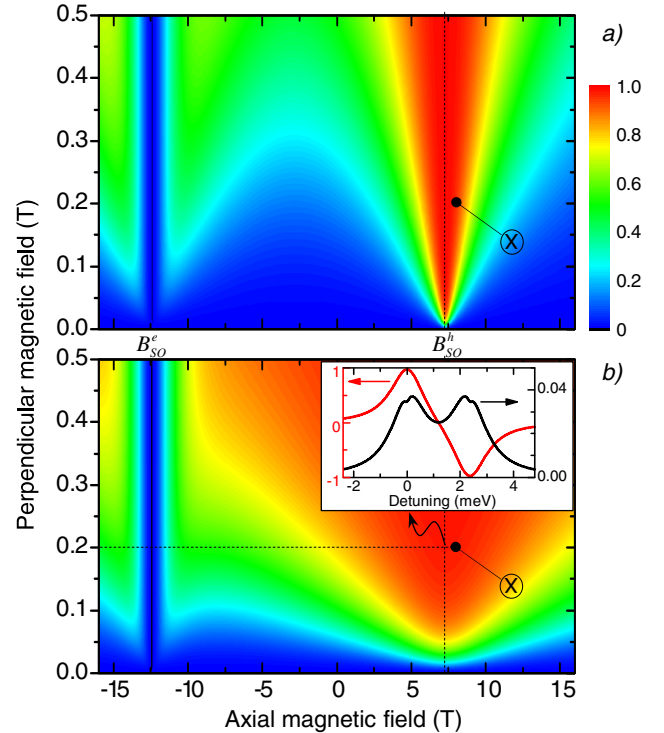 a)
0.5
0.4
0.3
0.2
0.1
0.0
1.0
0.8
0.6
0.4
0.2
0
X
B^e_SO B^h_SO
b)
0.5
0.4
0.3
0.2
0.1
0.0
1
0
-1
0.04
0.00
-2 0 2 4
Detuning (meV)
X
-15 -10 -5 0 5 10 15
Axial magnetic field (T)
Perpendicular magnetic field (T)